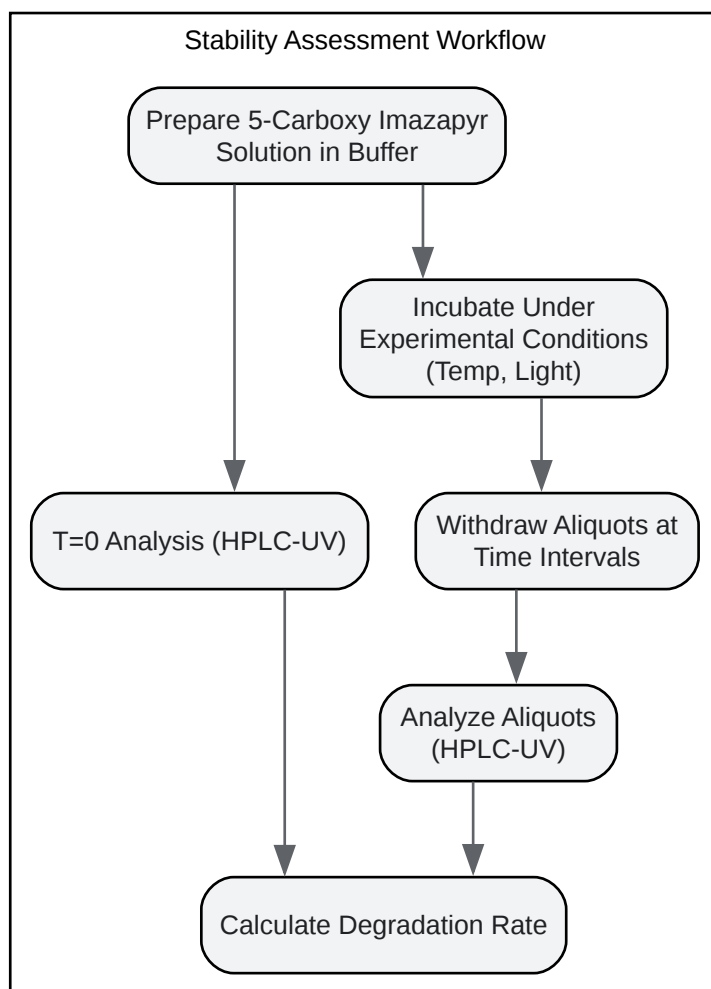 Stability Assessment Workflow
Prepare 5-Carboxy Imazapyr
Solution in Buffer
Incubate Under
Experimental Conditions
(Temp, Light)
T=0 Analysis (HPLC-UV)
Withdraw Aliquots at
Time Intervals
Analyze Aliquots
(HPLC-UV)
Calculate Degradation Rate